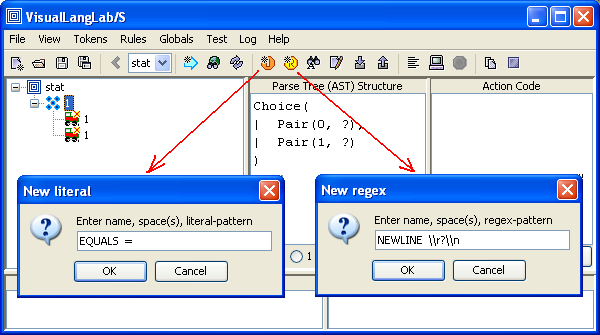 VisualLangLab/S
File View Tokens Rules Globals Test Log Help
stat
stat
1
1
1
Parse Tree (AST) Structure
Action Code
Choice(
| Pair(0, ?),
| Pair(1, ?)
)
New literal
Enter name, space(s), literal-pattern
EQUALS =
OK Cancel
New regex
Enter name, space(s), regex-pattern
NEWLINE \\r?\\n
OK Cancel
1